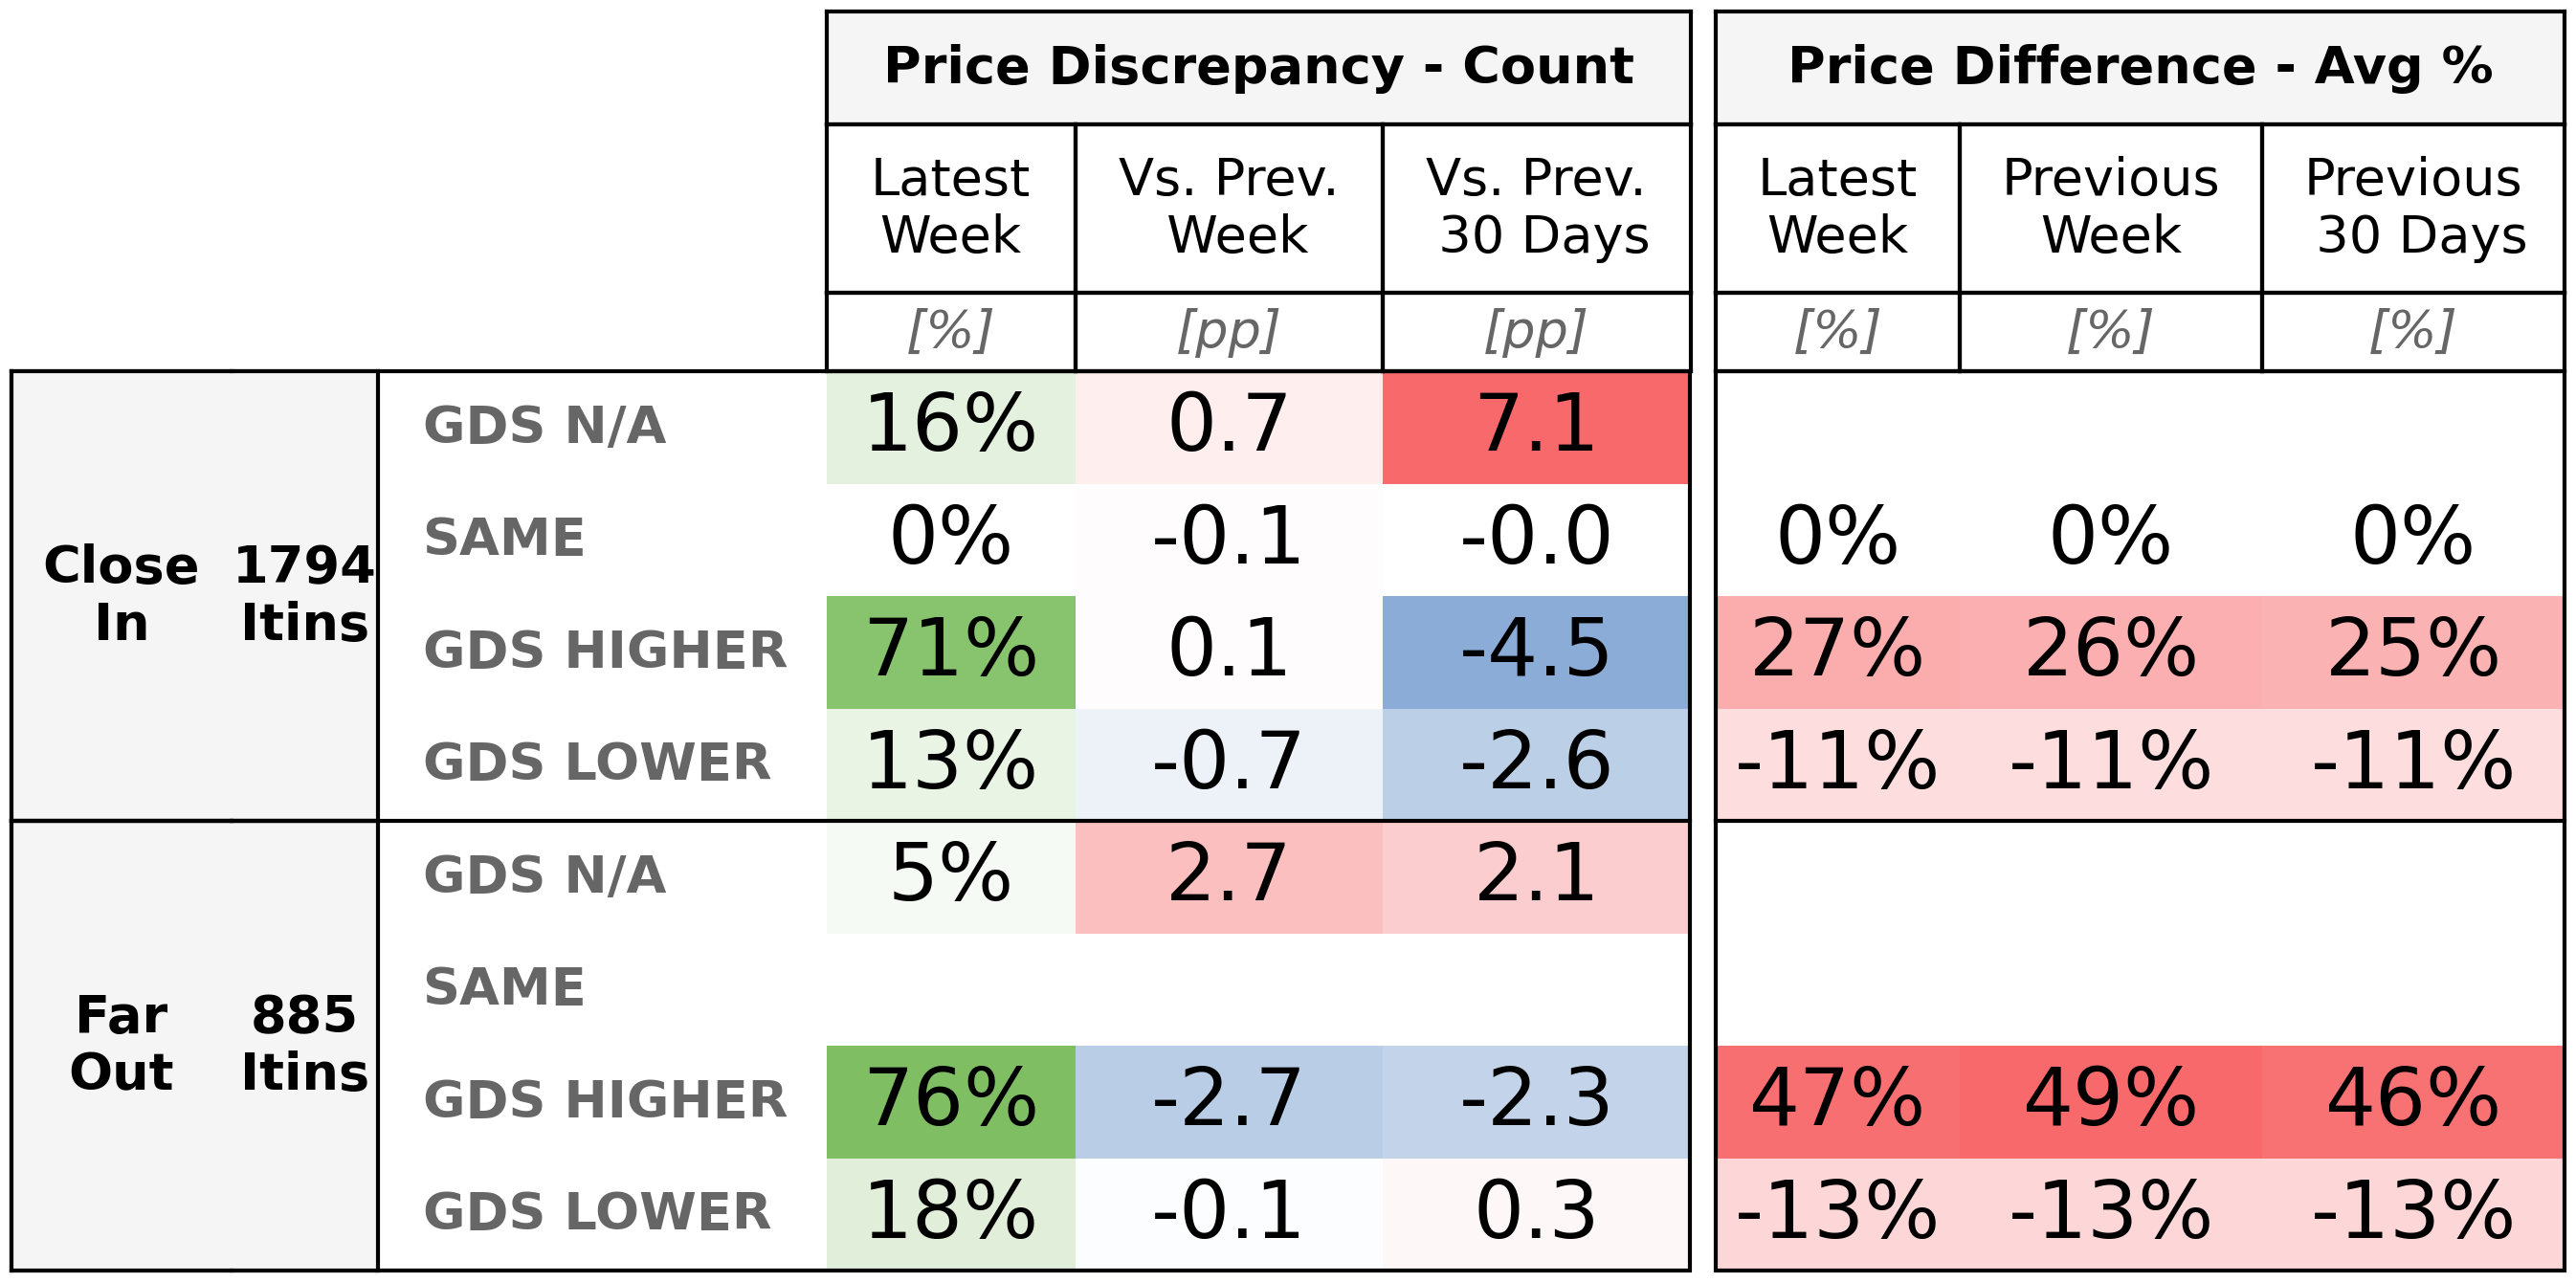 Price Discrepancy - Count Price Difference - Avg %
Latest Week Vs. Prev. Week Vs. Prev. 30 Days Latest Week Previous Week Previous 30 Days
[%] [pp] [pp] [%] [%] [%]
Close In 1794 Itins
GDS N/A 16% 0.7 7.1
SAME 0% -0.1 -0.0 0% 0% 0%
GDS HIGHER 71% 0.1 -4.5 27% 26% 25%
GDS LOWER 13% -0.7 -2.6 -11% -11% -11%
Far Out 885 Itins
GDS N/A 5% 2.7 2.1
SAME
GDS HIGHER 76% -2.7 -2.3 47% 49% 46%
GDS LOWER 18% -0.1 0.3 -13% -13% -13%